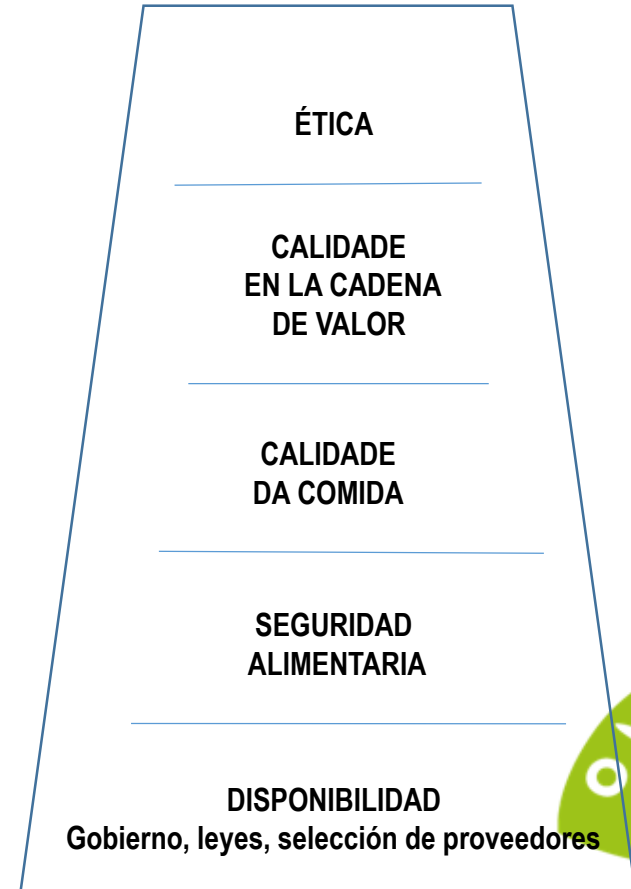 ÉTICA
CALIDADE
EN LA CADENA
DE VALOR
CALIDADE
DA COMIDA
SEGURIDAD
ALIMENTARIA
DISPONIBILIDAD
Gobierno, leyes, selección de proveedores